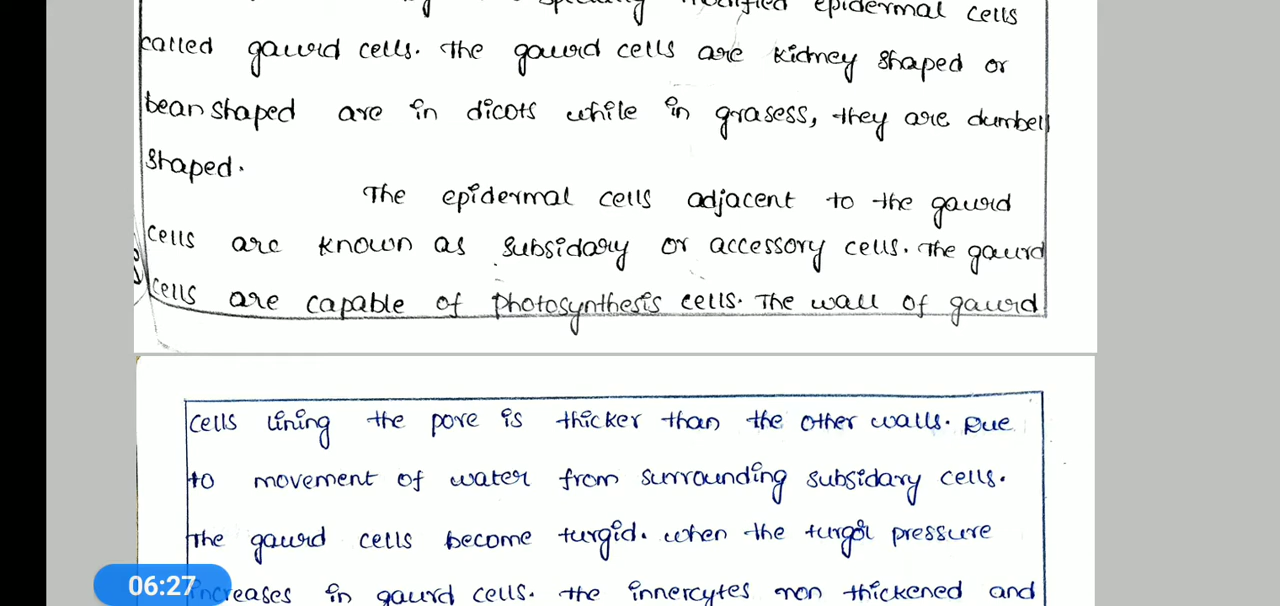 modified epidermal cells
called gaurd cells. The gaurd cells are kidney shaped or
bean shaped are in dicots while in grasess, they are dumbell
shaped.
The epidermal cells adjacent to the gaurd
cells are known as subsidary or accessory cells. The gaurd
cells are capable of photosynthesis cells. The wall of gaurd
cells lining the pore is thicker than the other walls. Due
to movement of water from surrounding subsidary cells.
The gaurd cells become turgid. when the turgor pressure
increases in gaurd cells. the innercytes non thickened and
06:27